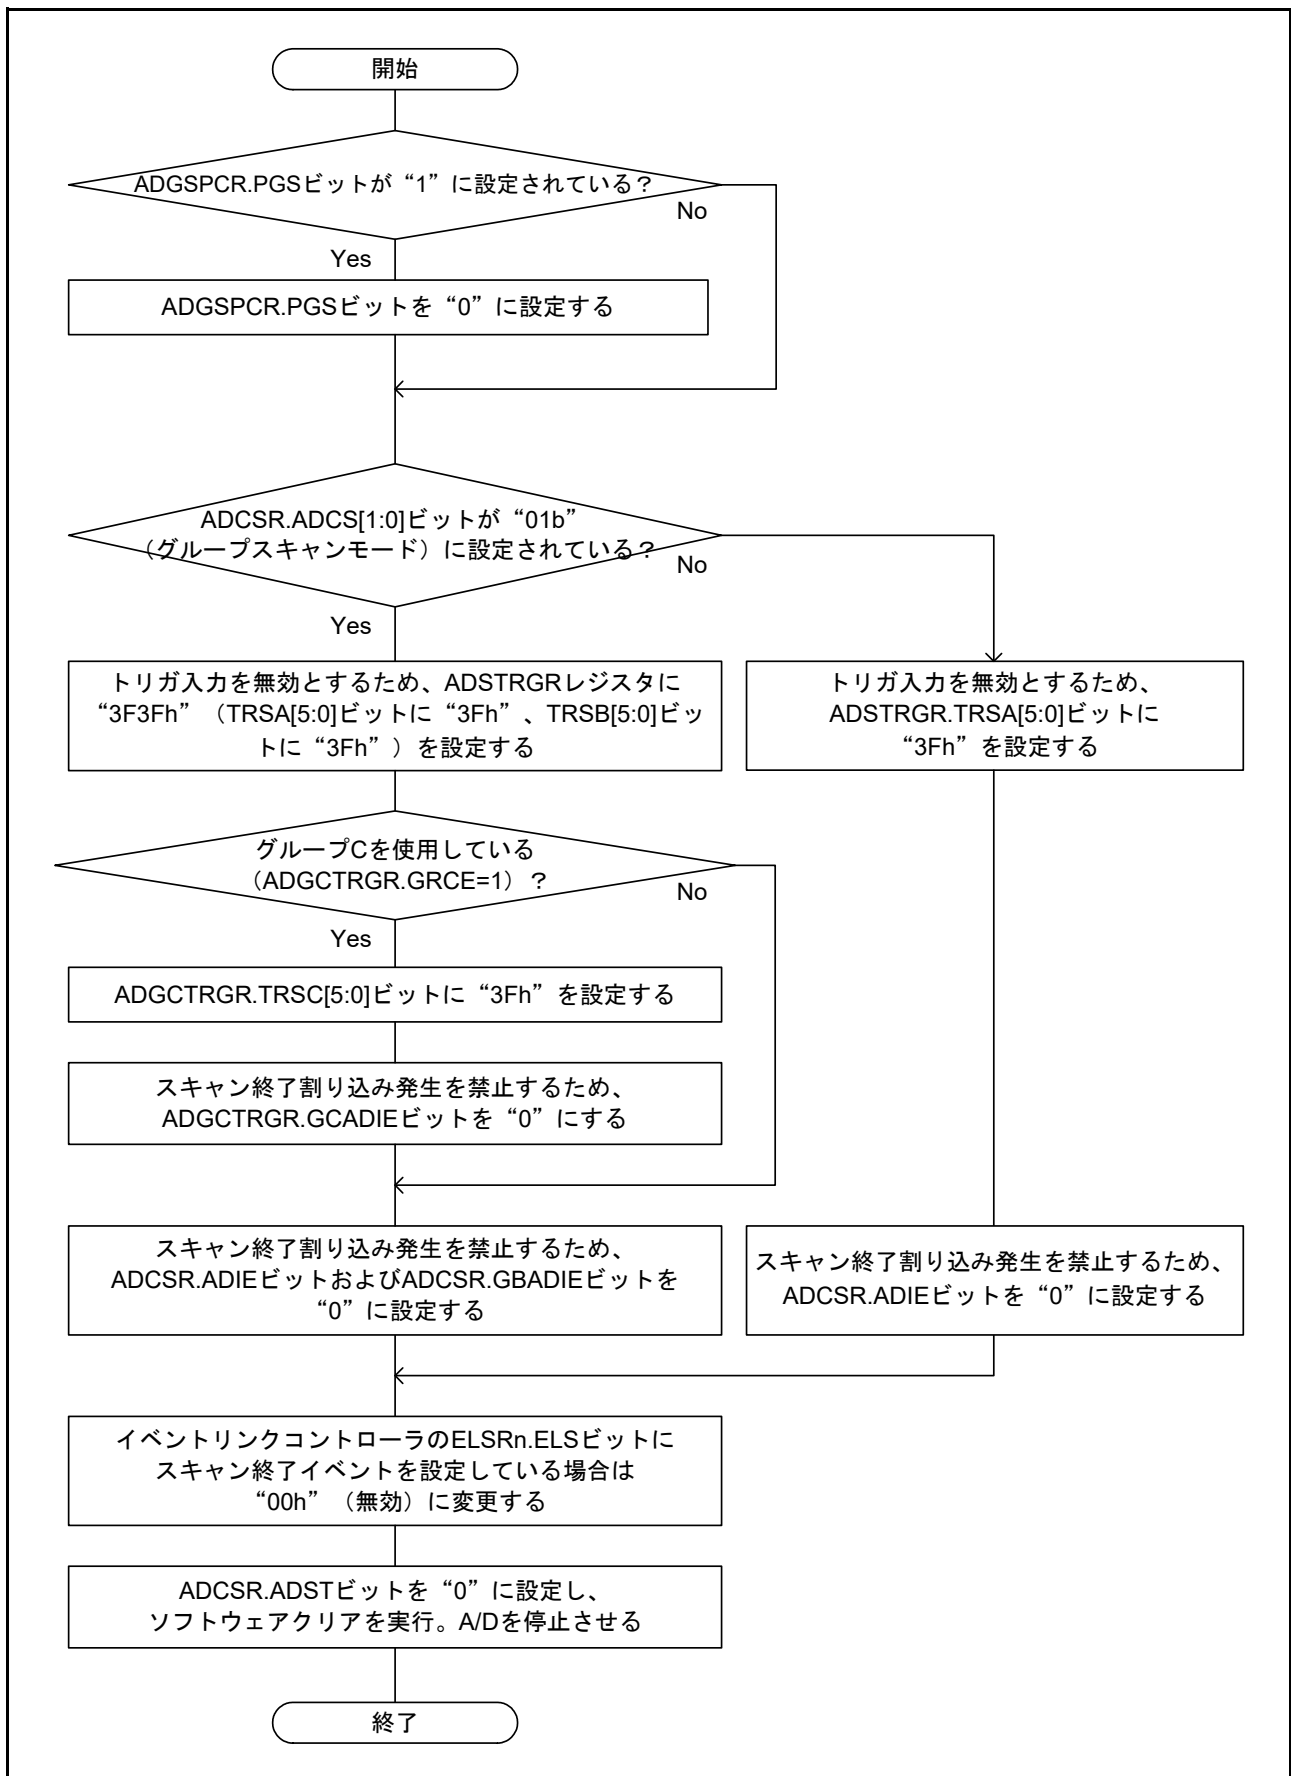 開始
ADGSPCR.PGSビットが“1”に設定されている？
No
Yes
ADGSPCR.PGSビットを“0”に設定する
ADCSR.ADCS[1:0]ビットが“01b”
（グループスキャンモード）に設定されている？
No
Yes
トリガ入力を無効とするため、ADSTRGRレジスタに
“3F3Fh”（TRSA[5:0]ビットに“3Fh”、TRSB[5:0]ビッ
トに“3Fh”）を設定する
トリガ入力を無効とするため、
ADSTRGR.TRSA[5:0]ビットに
“3Fh”を設定する
グループCを使用している
（ADGCTRGR.GRCE=1）？
No
Yes
ADGCTRGR.TRSC[5:0]ビットに“3Fh”を設定する
スキャン終了割り込み発生を禁止するため、
ADGCTRGR.GCADIEビットを“0”にする
スキャン終了割り込み発生を禁止するため、
ADCSR.ADIEビットおよびADCSR.GBADIEビットを
“0”に設定する
スキャン終了割り込み発生を禁止するため、
ADCSR.ADIEビットを“0”に設定する
イベントリンクコントローラのELSRn.ELSビットに
スキャン終了イベントを設定している場合は
“00h”（無効）に変更する
ADCSR.ADSTビットを“0”に設定し、
ソフトウェアクリアを実行。A/Dを停止させる
終了